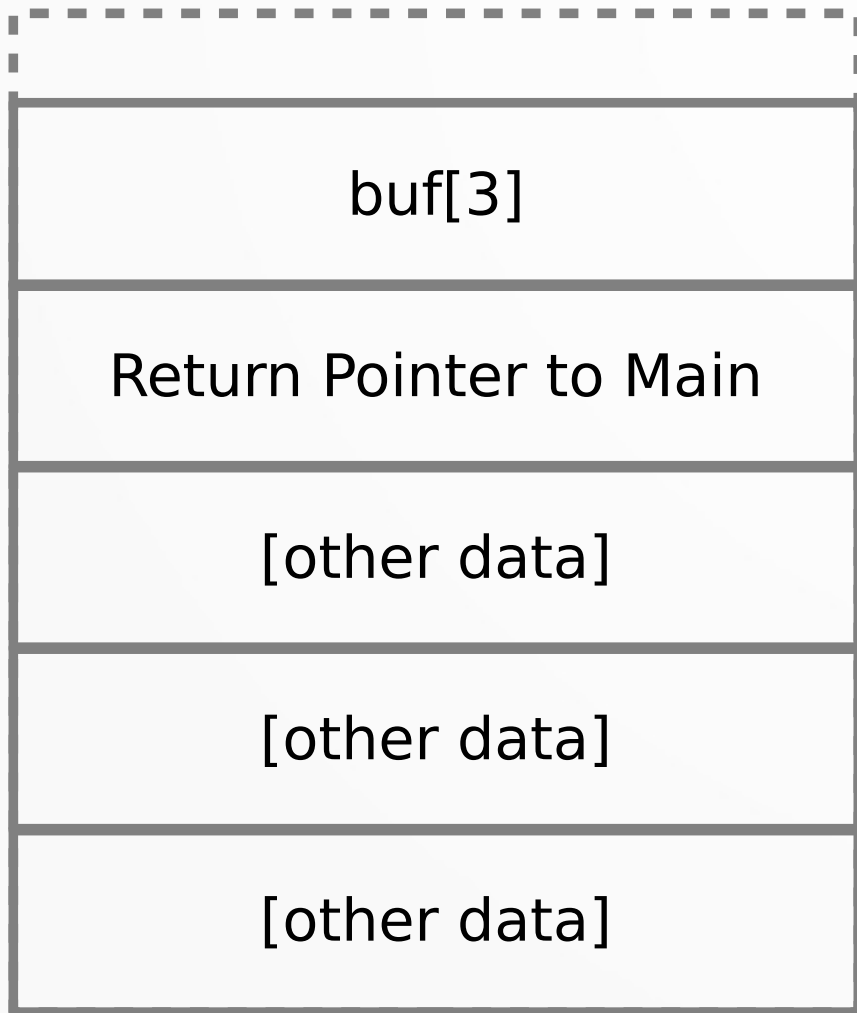 buf[3]
Return Pointer to Main
[other data]
[other data]
[other data]